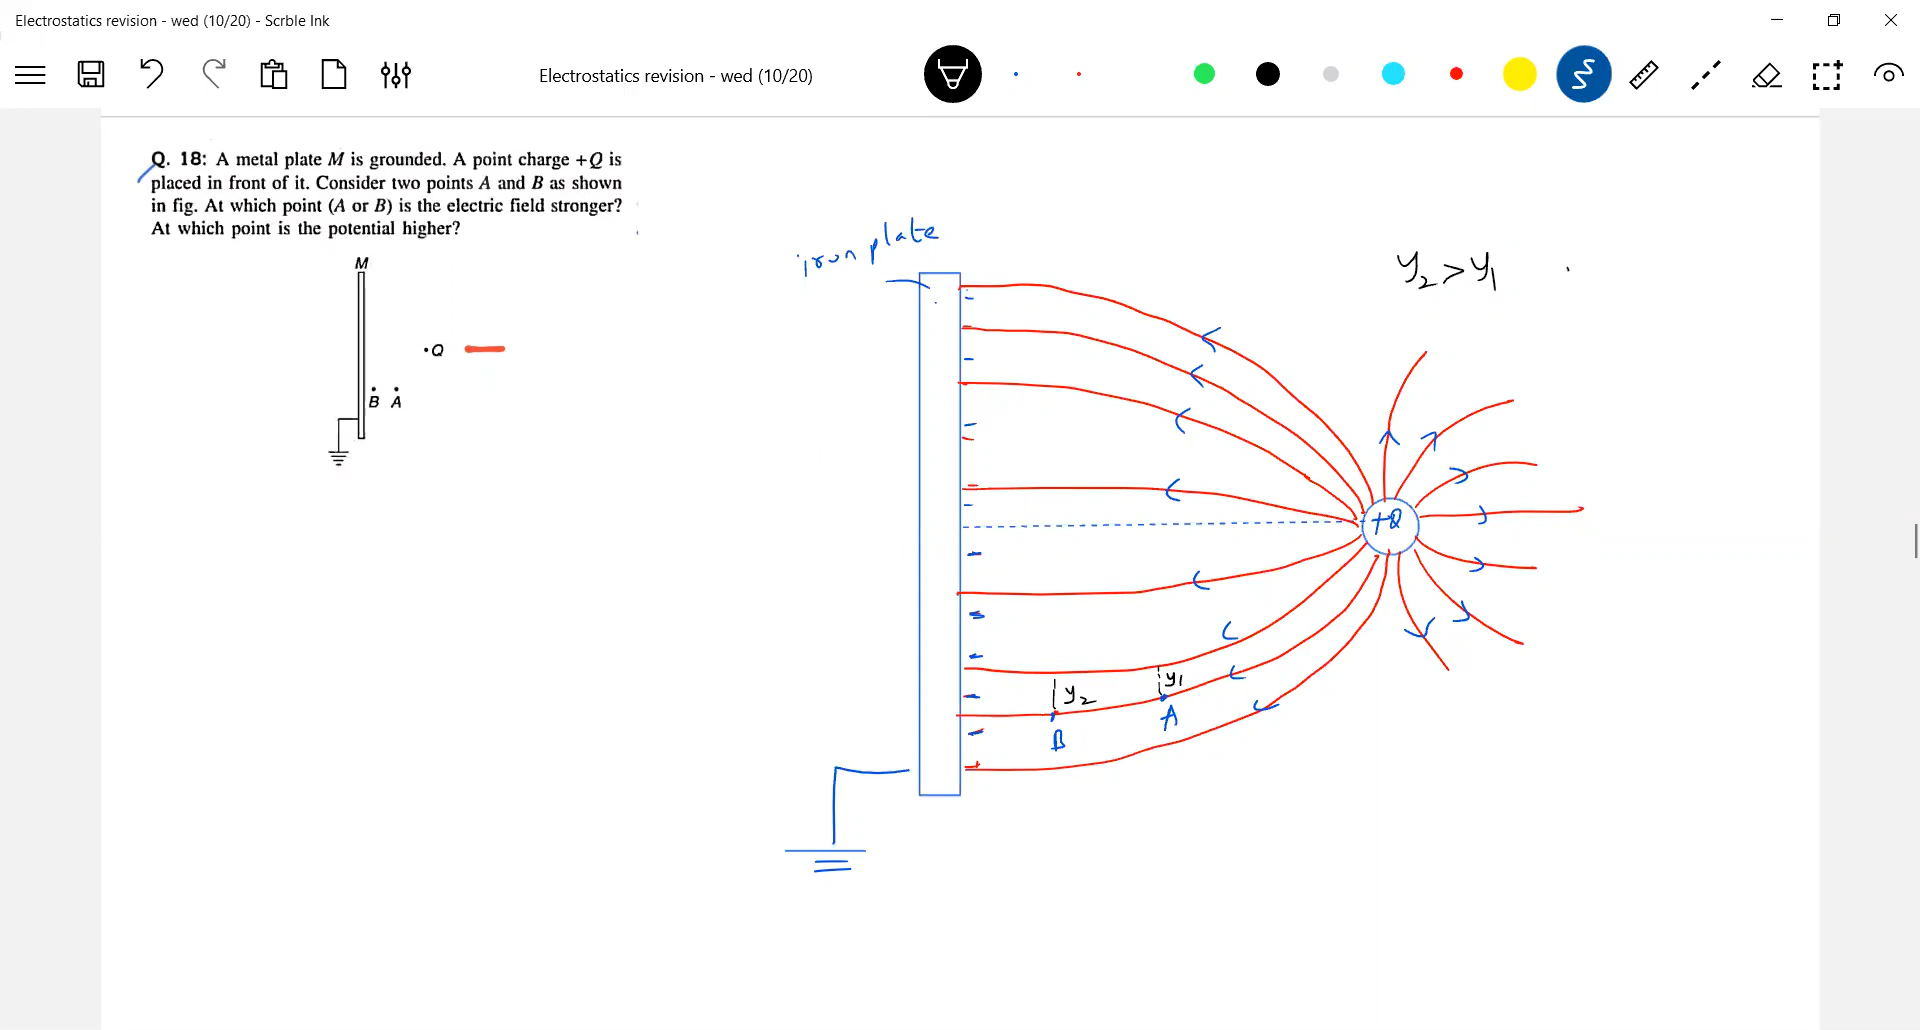 Electrostatics revision - wed (10/20) - Scrble Ink
Electrostatics revision - wed (10/20)
Q. 18: A metal plate M is grounded. A point charge +Q is
placed in front of it. Consider two points A and B as shown
in fig. At which point (A or B) is the electric field stronger?
At which point is the potential higher?
M
•Q
B A
iron plate
y₂ > y₁
+Q
y₁
y₂
A
B